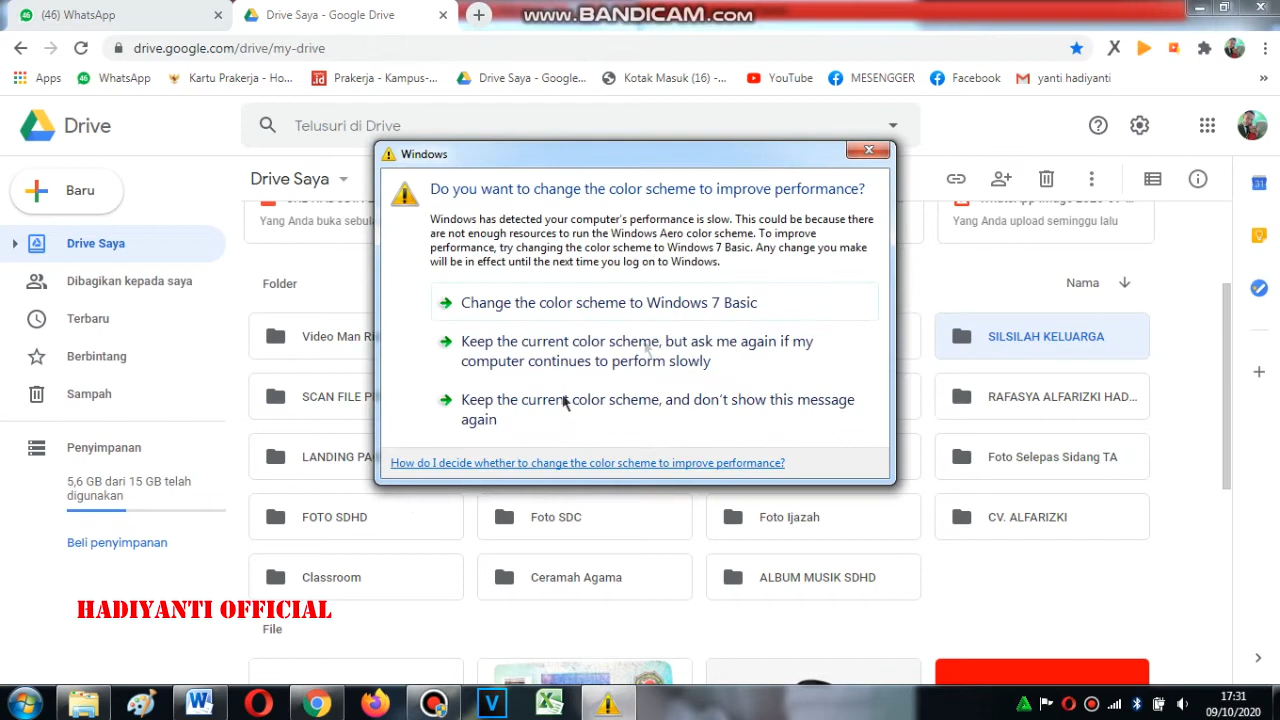 (46) WhatsApp
Drive Saya - Google Drive
WWW.BANDICAM.COM
drive.google.com/drive/my-drive
Apps
WhatsApp
Kartu Prakerja - Ho...
Prakerja - Kampus-...
Drive Saya - Google...
Kotak Masuk (16) -...
YouTube
MESENGGER
Facebook
yanti hadiyanti
Drive
Telusuri di Drive
Baru
Drive Saya
Drive Saya
Dibagikan kepada saya
Terbaru
Berbintang
Sampah
Penyimpanan
5,6 GB dari 15 GB telah
digunakan
Beli penyimpanan
Yang Anda buka sebul
Yang Anda upload seminggu lalu
Folder
Nama
Windows
Do you want to change the color scheme to improve performance?
Windows has detected your computer's performance is slow. This could be because there
are not enough resources to run the Windows Aero color scheme. To improve
performance, try changing the color scheme to Windows 7 Basic. Any change you make
will be in effect until the next time you log on to Windows.
Change the color scheme to Windows 7 Basic
Keep the current color scheme, but ask me again if my
computer continues to perform slowly
Keep the current color scheme, and don't show this message
again
How do I decide whether to change the color scheme to improve performance?
Video Man Ri
SILSILAH KELUARGA
SCAN FILE P
RAFASYA ALFARIZKI HAD...
LANDING PA
Foto Selepas Sidang TA
FOTO SDHD
Foto SDC
Foto Ijazah
CV. ALFARIZKI
Classroom
Ceramah Agama
ALBUM MUSIK SDHD
HADIYANTI OFFICIAL
File
17:31
09/10/2020